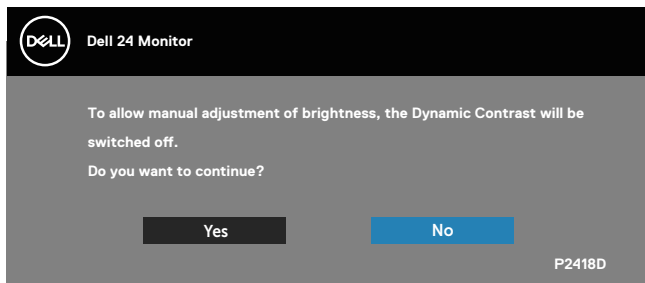 DELL
Dell 24 Monitor
To allow manual adjustment of brightness, the Dynamic Contrast will be
switched off.
Do you want to continue?
Yes
No
P2418D